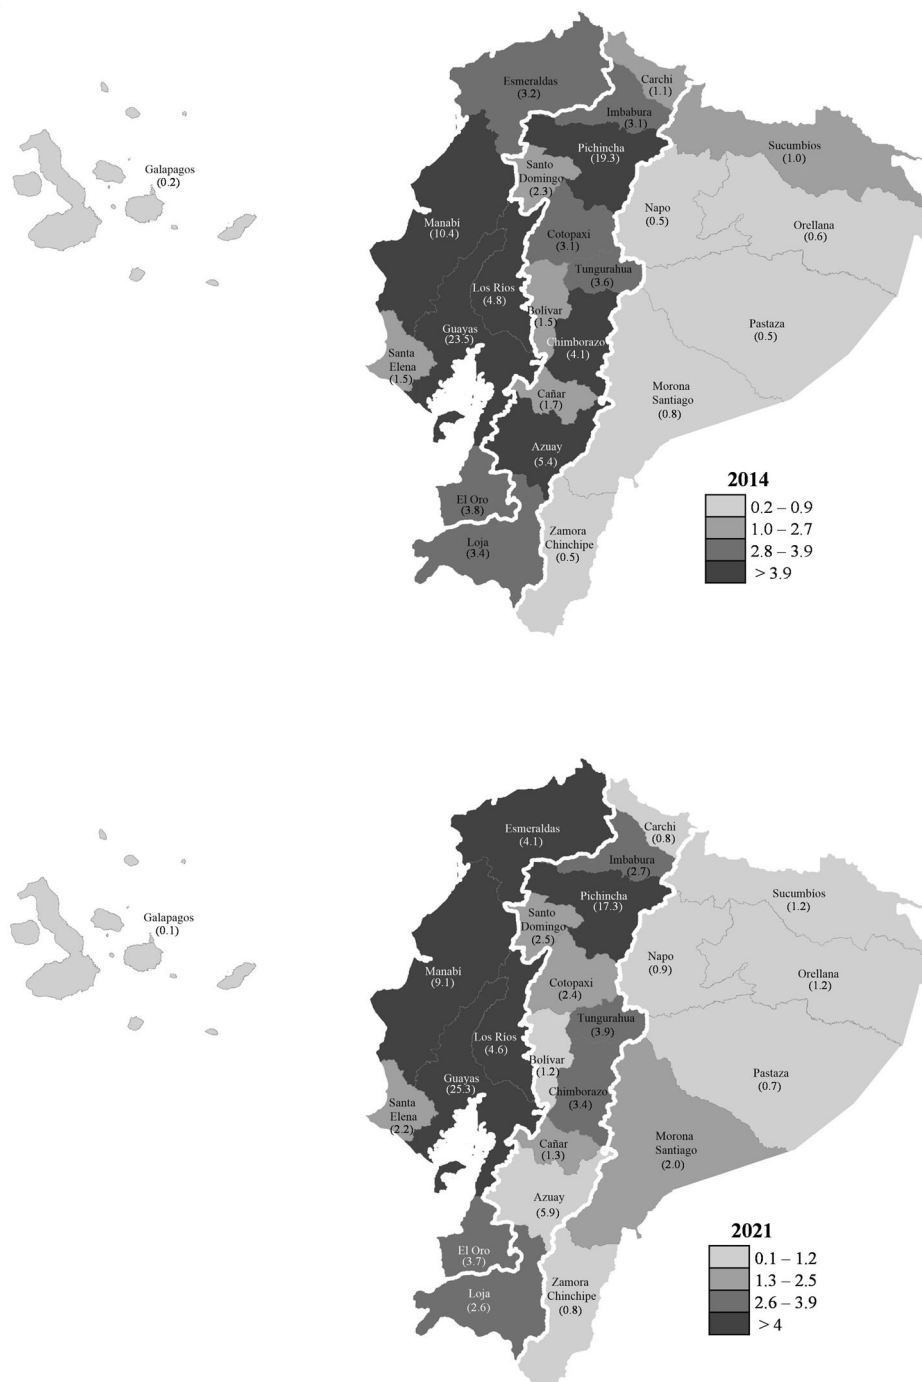 Esmeraldas
(3.2)
Carchi
(1.1)
Imbabura
(3.1)
Pichincha
(19.3)
Sucumbios
(1.0)
Galapagos
(0.2)
Santo
Domingo
(2.3)
Napo
(0.5)
Manabí
(10.4)
Cotopaxi
(3.1)
Orellana
(0.6)
Tungurahua
(3.6)
Los Ríos
(4.8)
Bolívar
(1.5)
Guayas
(23.5)
Chimborazo
(4.1)
Pastaza
(0.5)
Santa
Elena
(1.5)
Cañar
(1.7)
Morona
Santiago
(0.8)
Azuay
(5.4)
El Oro
(3.8)
Loja
(3.4)
Zamora
Chinchipe
(0.5)
2014
0.2 – 0.9
1.0 – 2.7
2.8 – 3.9
> 3.9
Esmeraldas
(4.1)
Carchi
(0.8)
Imbabura
(2.7)
Pichincha
(17.3)
Sucumbios
(1.2)
Galapagos
(0.1)
Santo
Domingo
(2.5)
Napo
(0.9)
Manabí
(9.1)
Cotopaxi
(2.4)
Orellana
(1.2)
Tungurahua
(3.9)
Los Ríos
(4.6)
Bolívar
(1.2)
Guayas
(25.3)
Chimborazo
(3.4)
Pastaza
(0.7)
Santa
Elena
(2.2)
Cañar
(1.3)
Morona
Santiago
(2.0)
Azuay
(5.9)
El Oro
(3.7)
Loja
(2.6)
Zamora
Chinchipe
(0.8)
2021
0.1 – 1.2
1.3 – 2.5
2.6 – 3.9
> 4